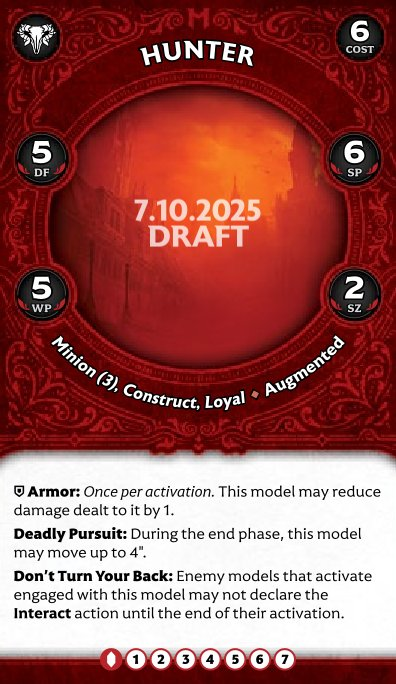 HUNTER
6
COST
5
DF
6
SP
7.10.2025
DRAFT
5
WP
2
SZ
Minion (3), Construct, Loyal ♦ Augmented
Armor: Once per activation. This model may reduce
damage dealt to it by 1.
Deadly Pursuit: During the end phase, this model
may move up to 4".
Don't Turn Your Back: Enemy models that activate
engaged with this model may not declare the
Interact action until the end of their activation.
1 2 3 4 5 6 7